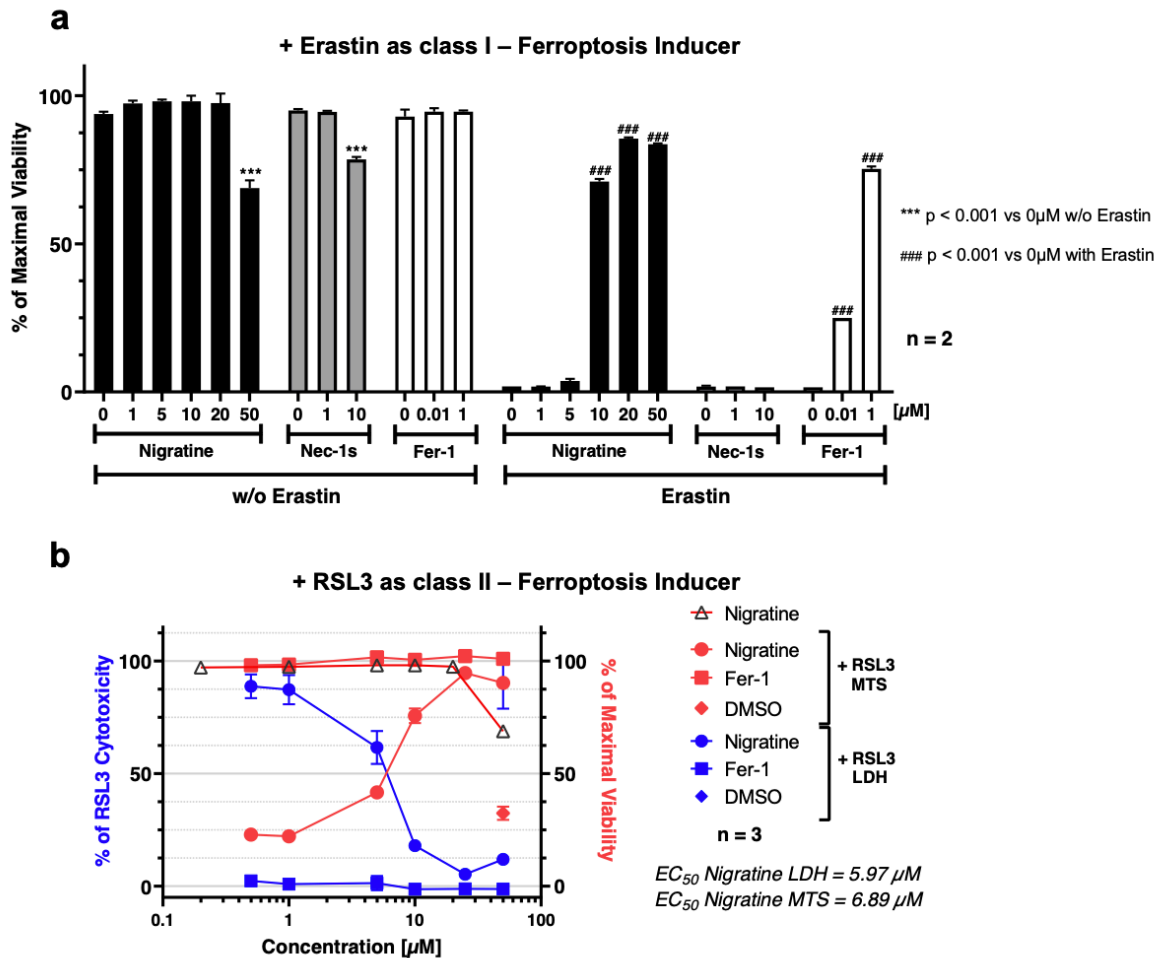 a
+ Erastin as class I – Ferroptosis Inducer
% of Maximal Viability
100
50
0
***
***
###
###
###
###
###
*** p < 0.001 vs 0µM w/o Erastin
### p < 0.001 vs 0µM with Erastin
n = 2
0 1 5 10 20 50 0 1 10 0 0.01 1 0 1 5 10 20 50 0 1 10 0 0.01 1 [µM]
Nigratine Nec-1s Fer-1 Nigratine Nec-1s Fer-1
w/o Erastin Erastin
b
+ RSL3 as class II – Ferroptosis Inducer
% of RSL3 Cytotoxicity
100
50
0
100
50
0
% of Maximal Viability
0.1 1 10 100
Concentration [µM]
Nigratine
Nigratine
Fer-1
DMSO
+ RSL3
MTS
Nigratine
Fer-1
DMSO
+ RSL3
LDH
n = 3
EC50 Nigratine LDH = 5.97 µM
EC50 Nigratine MTS = 6.89 µM